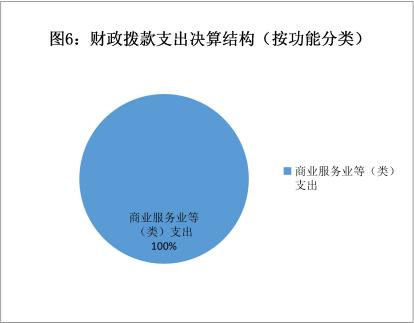 图6：财政拨款支出决算结构（按功能分类）
商业服务业等（类）
支出
商业服务业等
（类）支出
100%